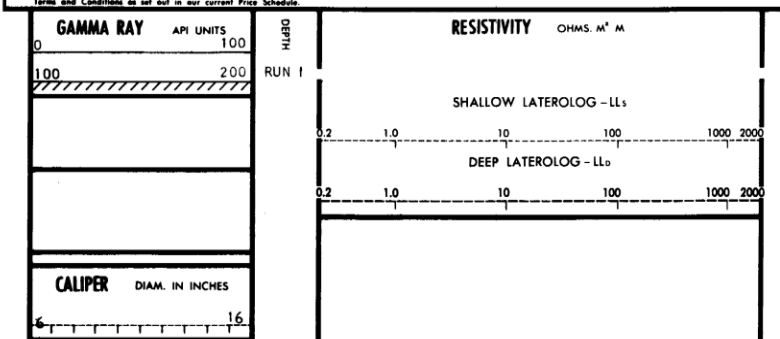 Terms and Conditions as set out in our current Price Schedule.
GAMMA RAY API UNITS
0 100
100 200
DEPTH
RUN 1
RESISTIVITY OHMS. M² M
SHALLOW LATEROLOG - LLs
0.2 1.0 10 100 1000 2000
DEEP LATEROLOG - LLD
0.2 1.0 10 100 1000 2000
CALIPER DIAM. IN INCHES
6 16